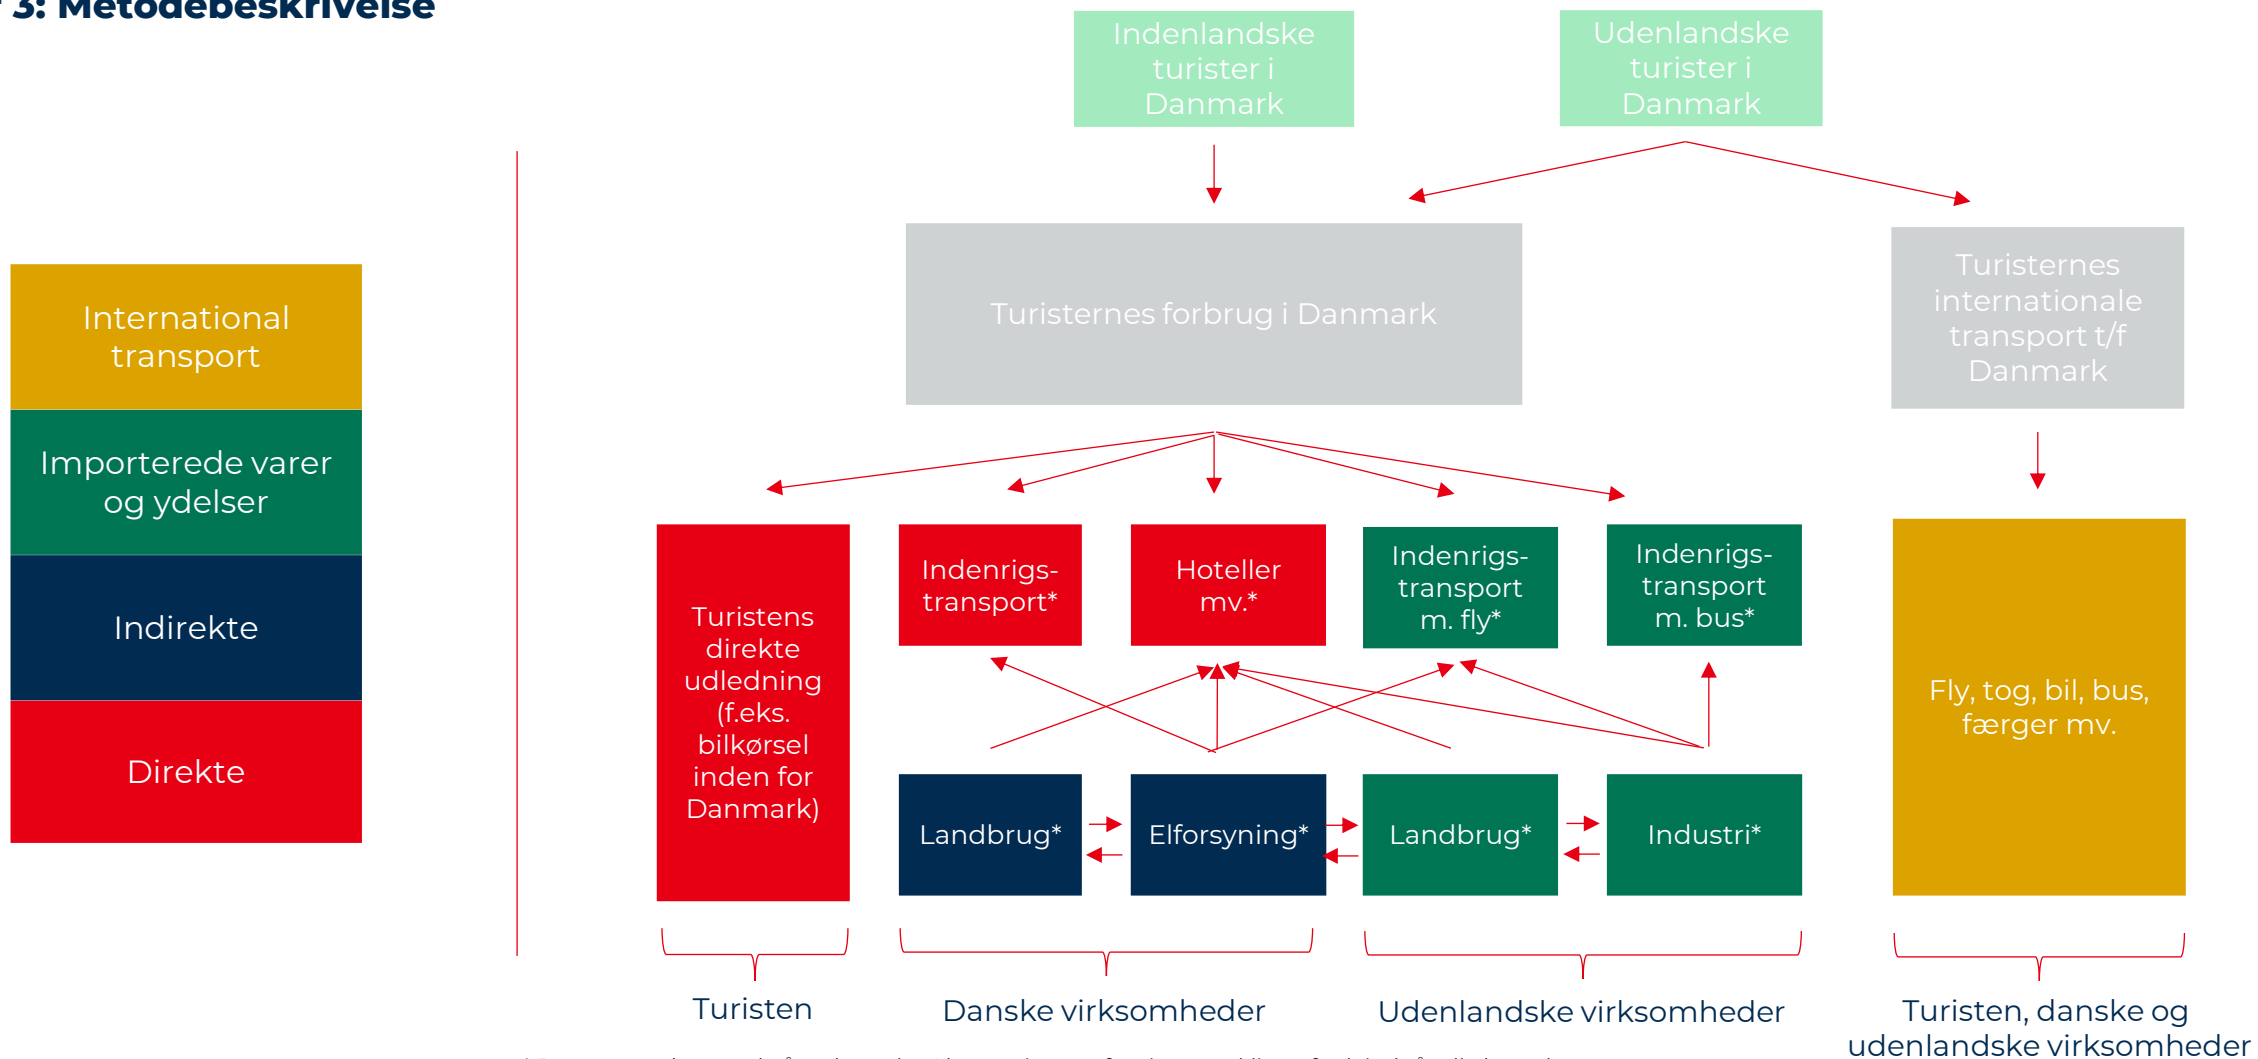 3: Metodebeskrivelse
Indenlandske
turister i
Danmark
Udenlandske
turister i
Danmark
Turisternes forbrug i Danmark
Turisternes
internationale
transport t/f
Danmark
International
transport
Importerede varer
og ydelser
Indirekte
Direkte
Turistens
direkte
udledning
(f.eks.
bilkørsel
inden for
Danmark)
Indenrigs-
transport*
Hoteller
mv.*
Indenrigs-
transport
m. fly*
Indenrigs-
transport
m. bus*
Fly, tog, bil, bus,
færger mv.
Landbrug*
Elforsyning*
Landbrug*
Industri*
Turisten
Danske virksomheder
Udenlandske virksomheder
Turisten, danske og
udenlandske virksomheder